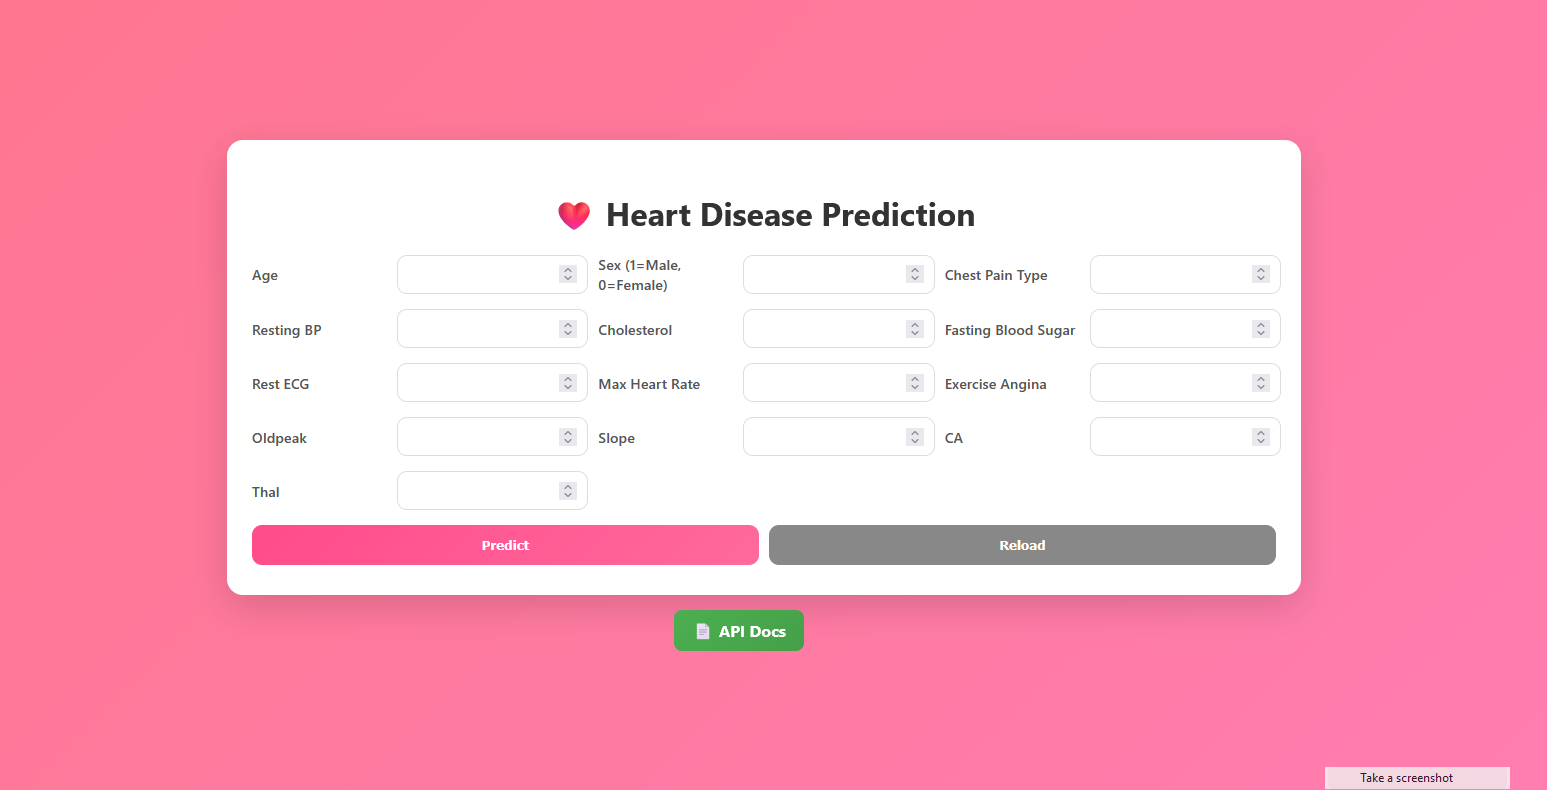 Heart Disease Prediction
Age
Sex (1=Male,
0=Female)
Chest Pain Type
Resting BP
Cholesterol
Fasting Blood Sugar
Rest ECG
Max Heart Rate
Exercise Angina
Oldpeak
Slope
CA
Thal
Predict
Reload
API Docs
Take a screenshot